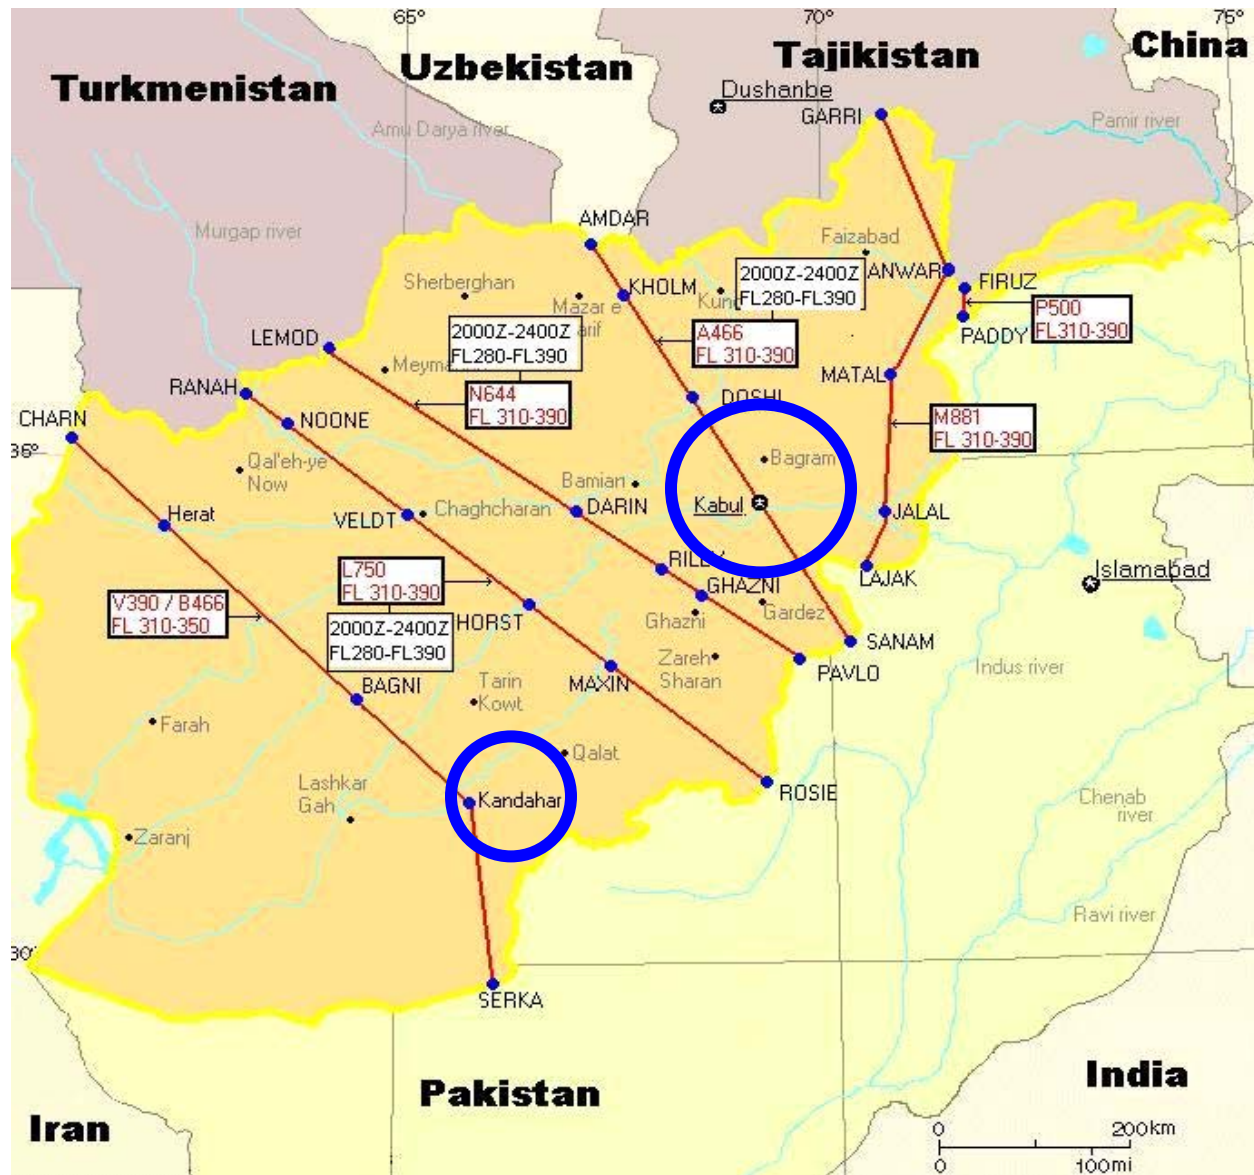 65°
70°
75°
Turkmenistan
Uzbekistan
Tajikistan
China
Dushanbe
GARRI
Amu Darya river
Pamir river
Murgap river
AMDAR
Faizabad
Sherberghan
KHOLM
2000Z-2400Z
FL280-FL390
ANWAR
FIRUZ
Mazar e
P500
FL310-390
PADDY
LEMOD
2000Z-2400Z
FL280-FL390
A466
FL 310-390
RANAH
N644
FL 310-390
MATAL
CHARN
NOONE
DOSHI
M881
FL 310-390
Qal'eh-ye
Now
Bagram
Bamian
Herat
VELDT
Chaghcharan
DARIN
Kabul
JALAL
LAJAK
Islamabad
V390 / B466
FL 310-350
L750
FL 310-390
2000Z-2400Z
FL280-FL390
HORST
GHAZNI
Ghazni
Gardez
SANAM
PAVLO
Indus river
Zareh
Sharan
MAXIN
BAGNI
Tarin
Kowt
Farah
Qalat
Lashkar
Gah
Kandahar
ROSIE
Chenab
river
Zaranj
Ravi river
30°
SERKA
Pakistan
India
Iran
0 200km
0 100mi